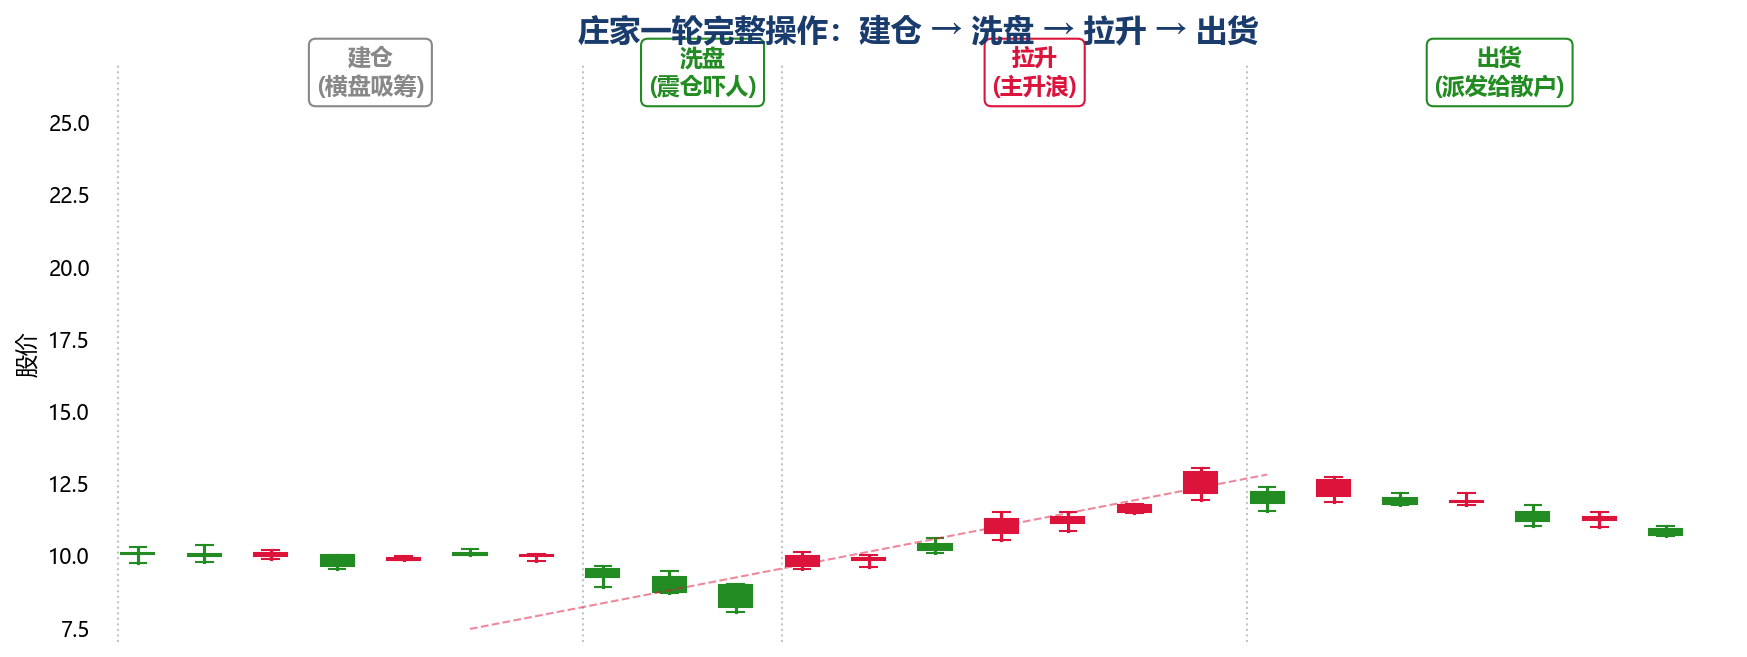 庄家一轮完整操作：建仓 → 洗盘 → 拉升 → 出货
建仓
(横盘吸筹)
洗盘
(震仓吓人)
拉升
(主升浪)
出货
(派发给散户)
25.0
22.5
20.0
17.5
15.0
12.5
10.0
7.5
股价